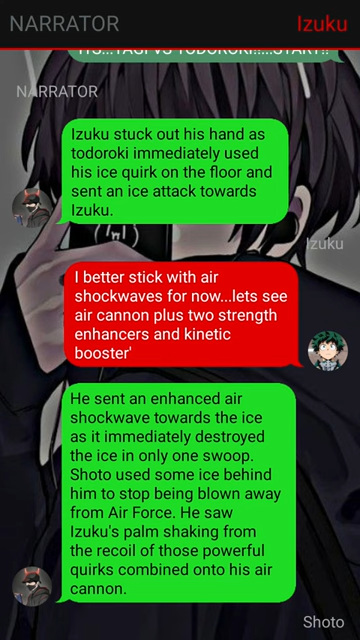 NARRATOR
Izuku
ITS...YAGI VS TODOROKI!!...START!!
NARRATOR
Izuku stuck out his hand as
todoroki immediately used
his ice quirk on the floor and
sent an ice attack towards
Izuku.
Izuku
I better stick with air
shockwaves for now...lets see
air cannon plus two strength
enhancers and kinetic
booster'
He sent an enhanced air
shockwave towards the ice
as it immediately destroyed
the ice in only one swoop.
Shoto used some ice behind
him to stop being blown away
from Air Force. He saw
Izuku's palm shaking from
the recoil of those powerful
quirks combined onto his air
cannon.
Shoto